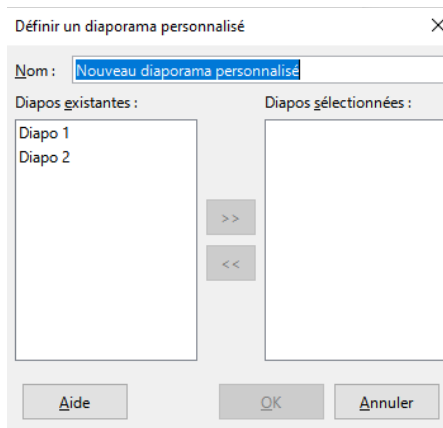 Définir un diaporama personnalisé
Nom : Nouveau diaporama personnalisé
Diapos existantes : Diapos sélectionnées :
Diapo 1
Diapo 2
>>
<<
Aide OK Annuler